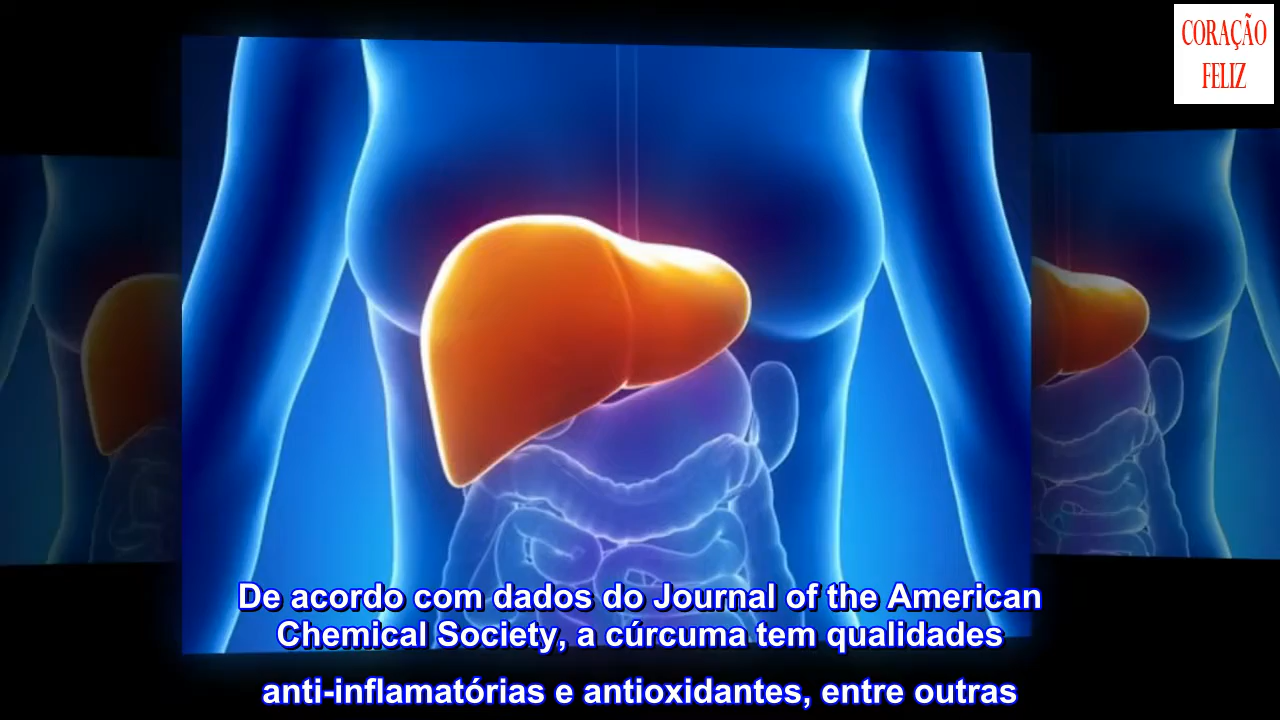 CORAÇÃO
FELIZ
De acordo com dados do Journal of the American
Chemical Society, a cúrcuma tem qualidades
anti-inflamatórias e antioxidantes, entre outras